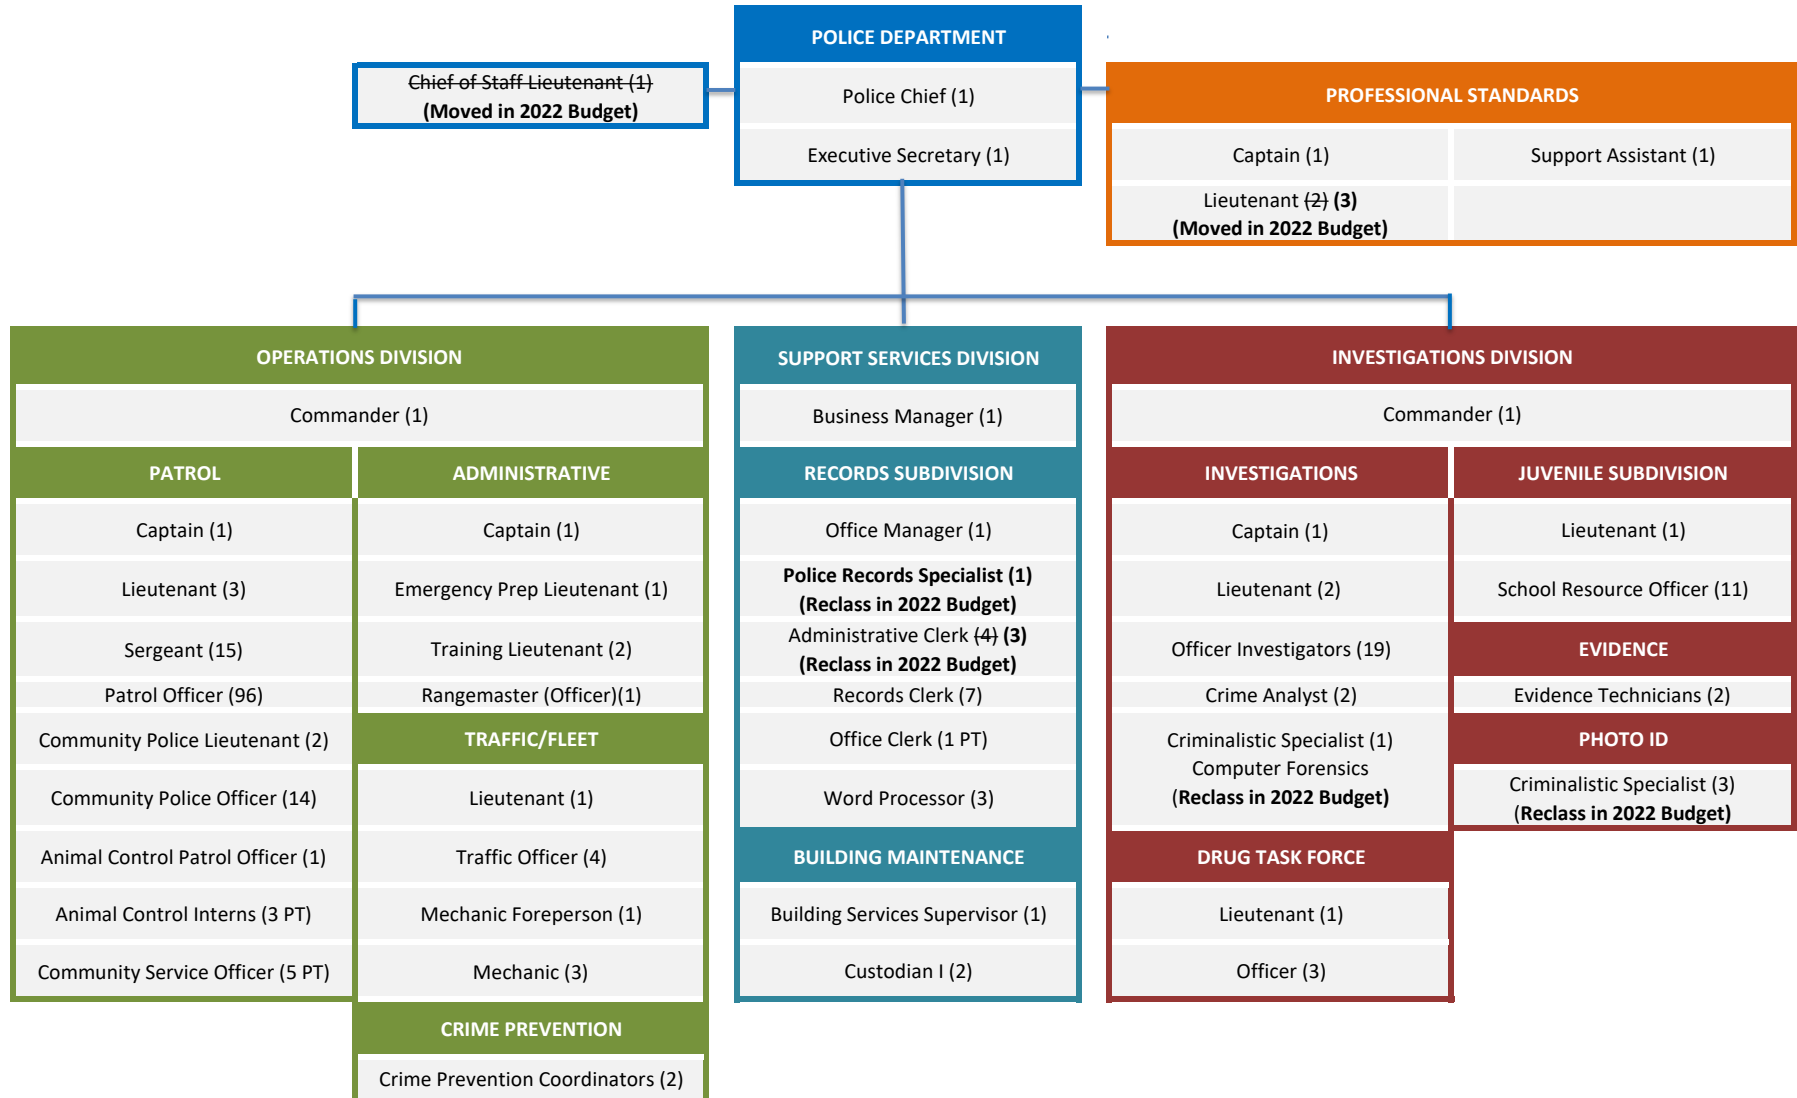 POLICE DEPARTMENT
Chief of Staff Lieutenant (1)
(Moved in 2022 Budget)
Police Chief (1)
Executive Secretary (1)
PROFESSIONAL STANDARDS
Captain (1)
Support Assistant (1)
Lieutenant (2) (3)
(Moved in 2022 Budget)
OPERATIONS DIVISION
Commander (1)
PATROL
Captain (1)
Lieutenant (3)
Sergeant (15)
Patrol Officer (96)
Community Police Lieutenant (2)
Community Police Officer (14)
Animal Control Patrol Officer (1)
Animal Control Interns (3 PT)
Community Service Officer (5 PT)
ADMINISTRATIVE
Captain (1)
Emergency Prep Lieutenant (1)
Training Lieutenant (2)
Rangemaster (Officer)(1)
TRAFFIC/FLEET
Lieutenant (1)
Traffic Officer (4)
Mechanic Foreperson (1)
Mechanic (3)
CRIME PREVENTION
Crime Prevention Coordinators (2)
SUPPORT SERVICES DIVISION
Business Manager (1)
RECORDS SUBDIVISION
Office Manager (1)
Police Records Specialist (1)
(Reclass in 2022 Budget)
Administrative Clerk (4) (3)
(Reclass in 2022 Budget)
Records Clerk (7)
Office Clerk (1 PT)
Word Processor (3)
BUILDING MAINTENANCE
Building Services Supervisor (1)
Custodian I (2)
INVESTIGATIONS DIVISION
Commander (1)
INVESTIGATIONS
Captain (1)
Lieutenant (2)
Officer Investigators (19)
Crime Analyst (2)
Criminalistic Specialist (1)
Computer Forensics
(Reclass in 2022 Budget)
DRUG TASK FORCE
Lieutenant (1)
Officer (3)
JUVENILE SUBDIVISION
Lieutenant (1)
School Resource Officer (11)
EVIDENCE
Evidence Technicians (2)
PHOTO ID
Criminalistic Specialist (3)
(Reclass in 2022 Budget)